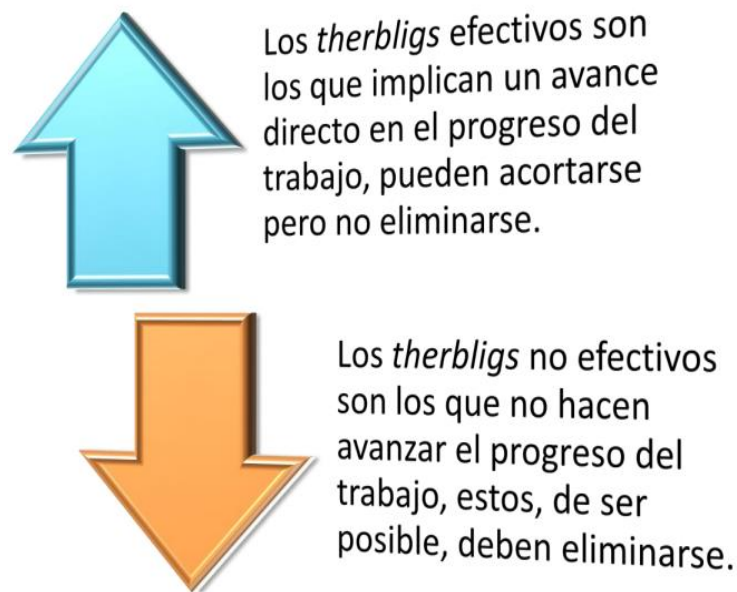 Los therbligs efectivos son
los que implican un avance
directo en el progreso del
trabajo, pueden acortarse
pero no eliminarse.
Los therbligs no efectivos
son los que no hacen
avanzar el progreso del
trabajo, estos, de ser
posible, deben eliminarse.